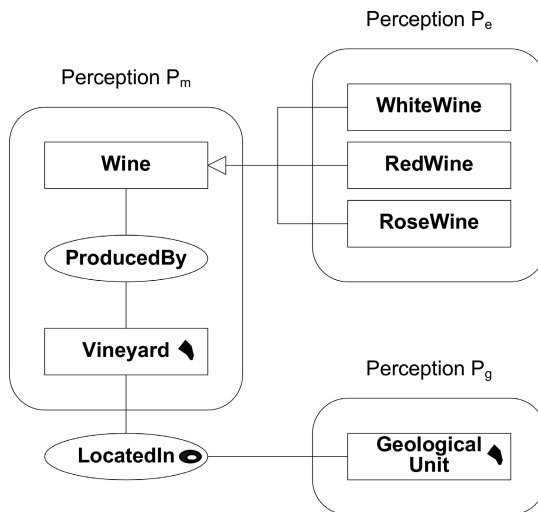 Perception Pe
Perception Pm
WhiteWine
Wine
RedWine
RoseWine
ProducedBy
Vineyard
Perception Pg
LocatedIn
Geological
Unit